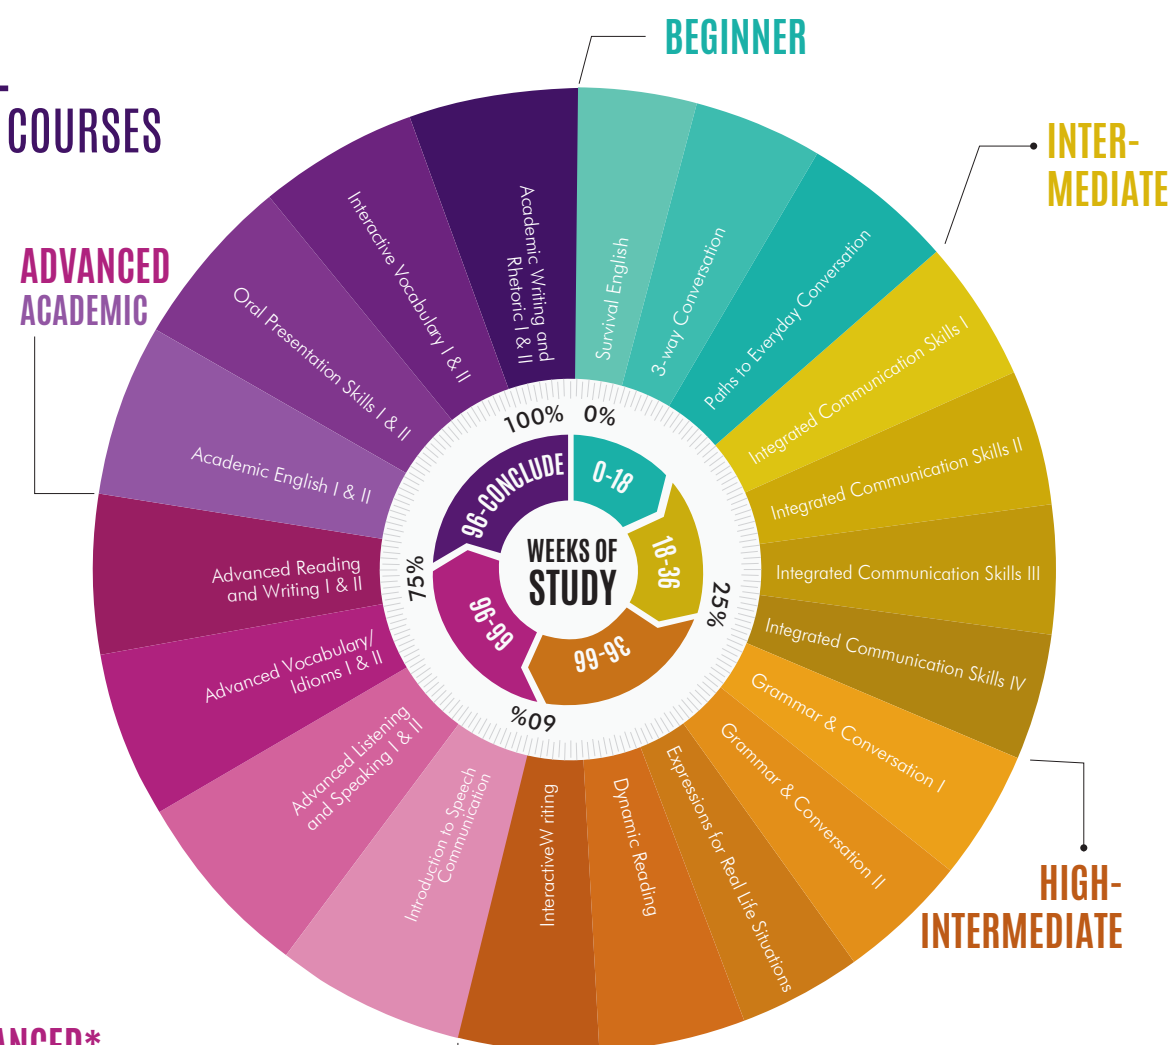 BEGINNER
COURSES
INTER-
MEDIATE
ADVANCED
ACADEMIC
Survival English
3-way Conversation
Paths to Everyday Conversation
Integrated Communication Skills I
Integrated Communication Skills II
Integrated Communication Skills III
Integrated Communication Skills IV
Grammar & Conversation I
Grammar & Conversation II
Expressions for Real Life Situations
Dynamic Reading
InteractiveW riting
Introduction to Speech
Communication
Advanced Listening
and Speaking I & II
Advanced Vocabulary/
Idioms I & II
Advanced Reading
and Writing I & II
Academic English I & II
Oral Presentation Skills I & II
Interactive Vocabulary I & II
Academic Writing and
Rhetoric I & II
100%
0%
25%
60%
75%
0-18
18-36
36-66
66-96
96-CONCLUDE
WEEKS OF
STUDY
HIGH-
INTERMEDIATE
ANCED*